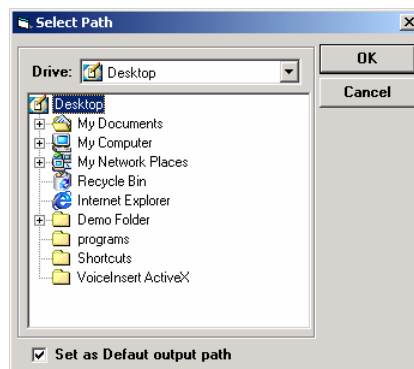 Select Path
Drive: Desktop
OK
Cancel
Desktop
My Documents
My Computer
My Network Places
Recycle Bin
Internet Explorer
Demo Folder
programs
Shortcuts
VoiceInsert ActiveX
Set as Defaut output path